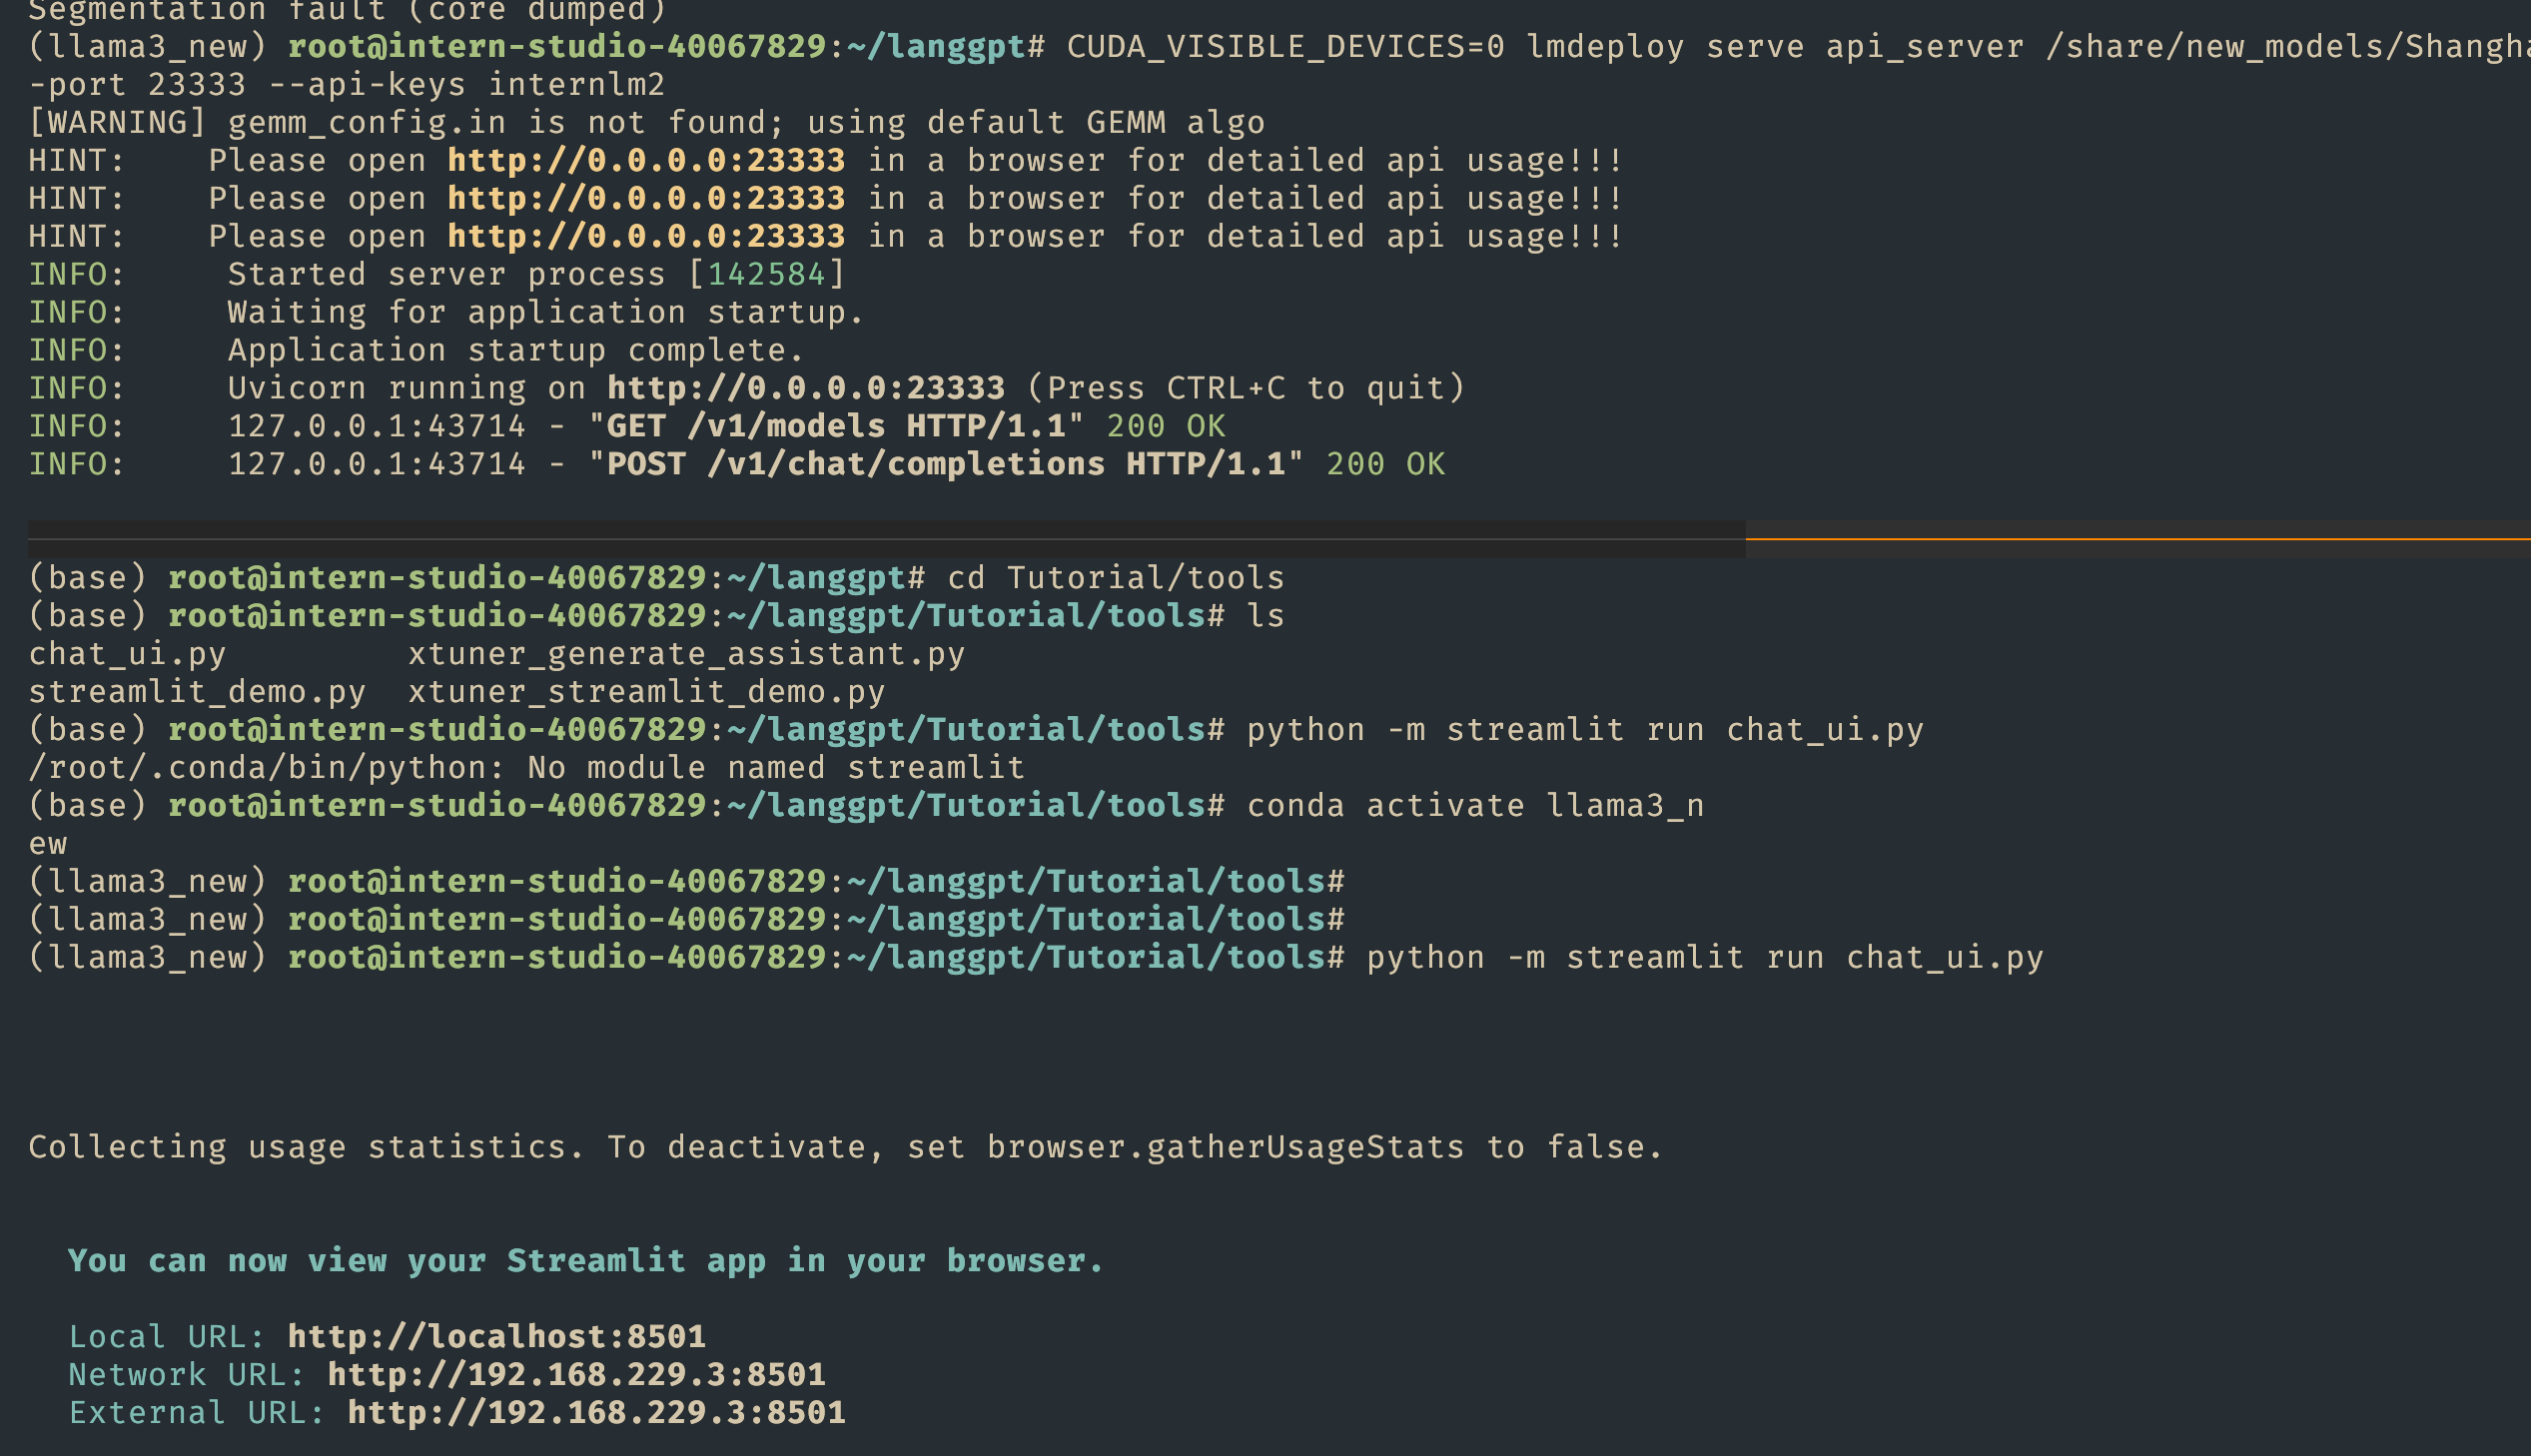 Segmentation fault (core dumped)
(llama3_new) root@intern-studio-40067829:~/langgpt# CUDA_VISIBLE_DEVICES=0 lmdeploy serve api_server /share/new_models/Shangha
-port 23333 --api-keys internlm2
[WARNING] gemm_config.in is not found; using default GEMM algo
HINT:    Please open http://0.0.0.0:23333 in a browser for detailed api usage!!!
HINT:    Please open http://0.0.0.0:23333 in a browser for detailed api usage!!!
HINT:    Please open http://0.0.0.0:23333 in a browser for detailed api usage!!!
INFO:     Started server process [142584]
INFO:     Waiting for application startup.
INFO:     Application startup complete.
INFO:     Uvicorn running on http://0.0.0.0:23333 (Press CTRL+C to quit)
INFO:     127.0.0.1:43714 - "GET /v1/models HTTP/1.1" 200 OK
INFO:     127.0.0.1:43714 - "POST /v1/chat/completions HTTP/1.1" 200 OK
(base) root@intern-studio-40067829:~/langgpt# cd Tutorial/tools
(base) root@intern-studio-40067829:~/langgpt/Tutorial/tools# ls
chat_ui.py         xtuner_generate_assistant.py
streamlit_demo.py  xtuner_streamlit_demo.py
(base) root@intern-studio-40067829:~/langgpt/Tutorial/tools# python -m streamlit run chat_ui.py
/root/.conda/bin/python: No module named streamlit
(base) root@intern-studio-40067829:~/langgpt/Tutorial/tools# conda activate llama3_n
ew
(llama3_new) root@intern-studio-40067829:~/langgpt/Tutorial/tools#
(llama3_new) root@intern-studio-40067829:~/langgpt/Tutorial/tools#
(llama3_new) root@intern-studio-40067829:~/langgpt/Tutorial/tools# python -m streamlit run chat_ui.py
Collecting usage statistics. To deactivate, set browser.gatherUsageStats to false.
You can now view your Streamlit app in your browser.
Local URL: http://localhost:8501
Network URL: http://192.168.229.3:8501
External URL: http://192.168.229.3:8501